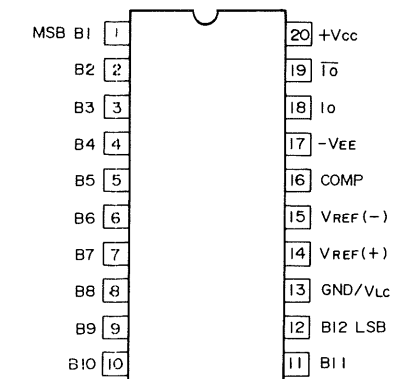 MSB B1 1 20 +Vcc
B2 2 19 I̅o̅
B3 3 18 Io
B4 4 17 -VEE
B5 5 16 COMP
B6 6 15 VREF(-)
B7 7 14 VREF(+)
B8 8 13 GND/VLC
B9 9 12 B12 LSB
B10 10 11 B11